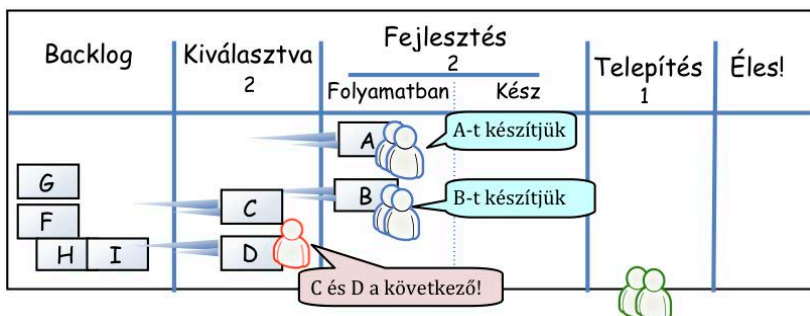 Backlog
Kiválasztva
2
Fejlesztés
2
Folyamatban
Kész
Telepítés
1
Éles!
A
A-t készítjük
G
B
B-t készítjük
F
C
H
I
D
C és D a következő!